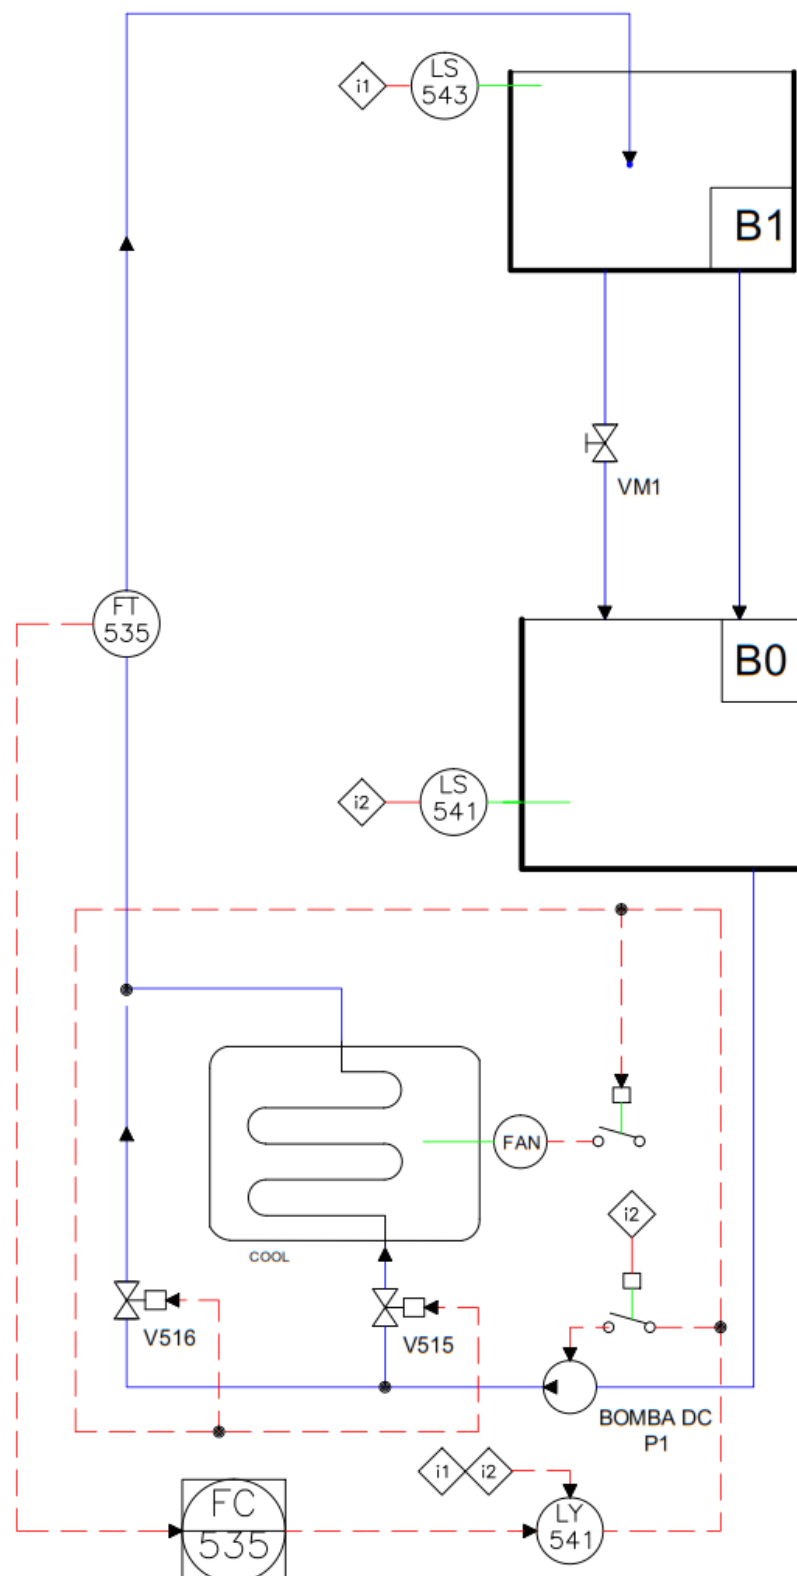 i1
LS
543
B1
VM1
FT
535
B0
i2
LS
541
FAN
COOL
i2
V516
V515
BOMBA DC
P1
i1
i2
FC
535
LY
541